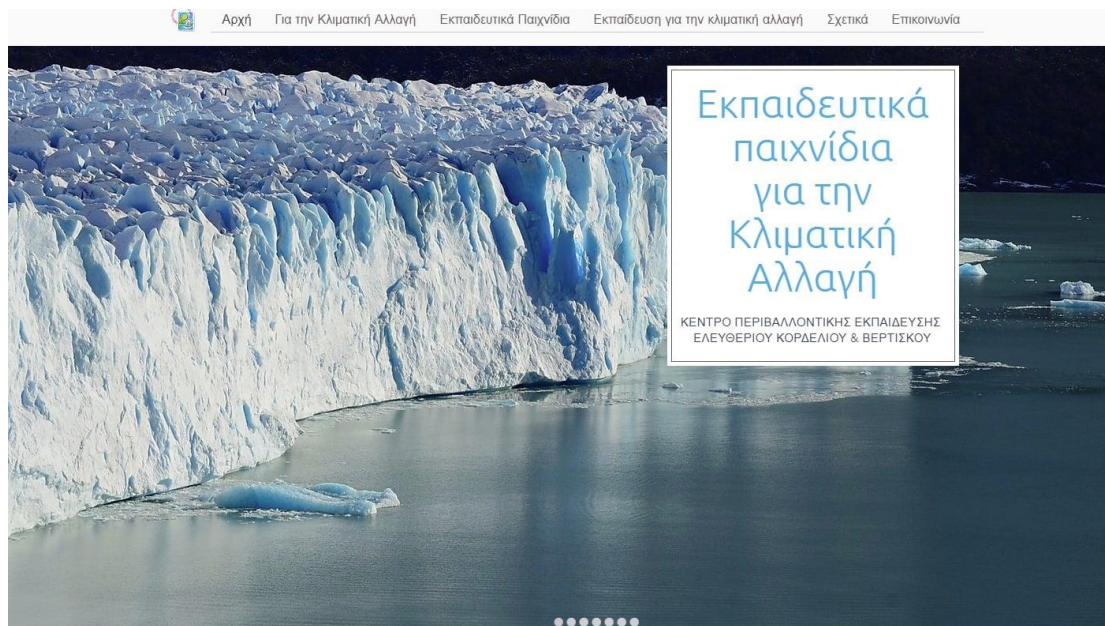 Αρχή Για την Κλιματική Αλλαγή Εκπαιδευτικά Παιχνίδια Εκπαίδευση για την κλιματική αλλαγή Σχετικά Επικοινωνία
Εκπαιδευτικά
παιχνίδια
για την
Κλιματική
Αλλαγή
ΚΕΝΤΡΟ ΠΕΡΙΒΑΛΛΟΝΤΙΚΗΣ ΕΚΠΑΙΔΕΥΣΗΣ
ΕΛΕΥΘΕΡΙΟΥ ΚΟΡΔΕΛΙΟΥ & ΒΕΡΤΙΣΚΟΥ